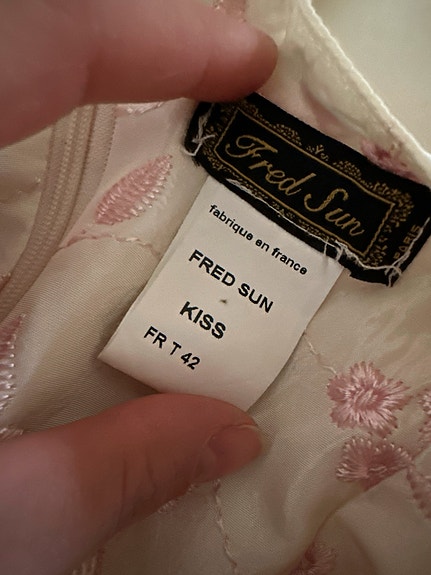 Fred Sun
fabrique en france
FRED SUN
KISS
FR T 42